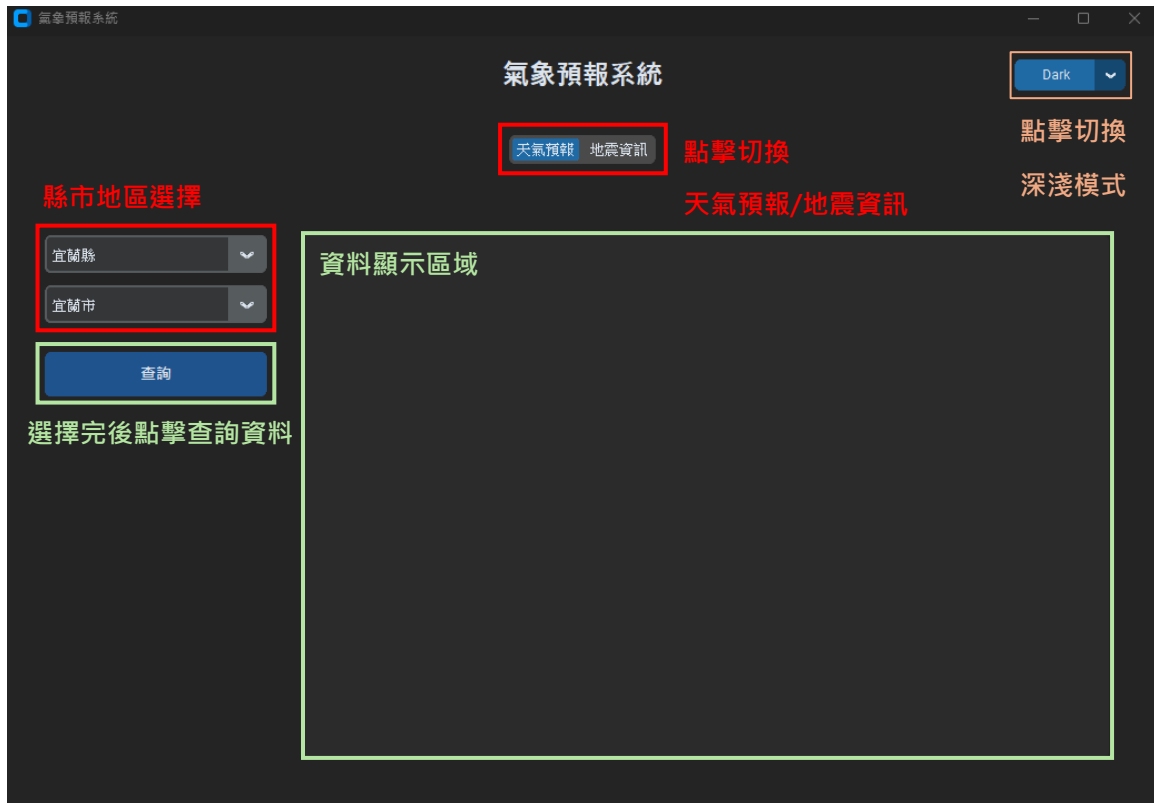 氣象預報系統
氣象預報系統
Dark
點擊切換
深淺模式
天氣預報 地震資訊
點擊切換
天氣預報/地震資訊
縣市地區選擇
宜蘭縣
宜蘭市
查詢
選擇完後點擊查詢資料
資料顯示區域